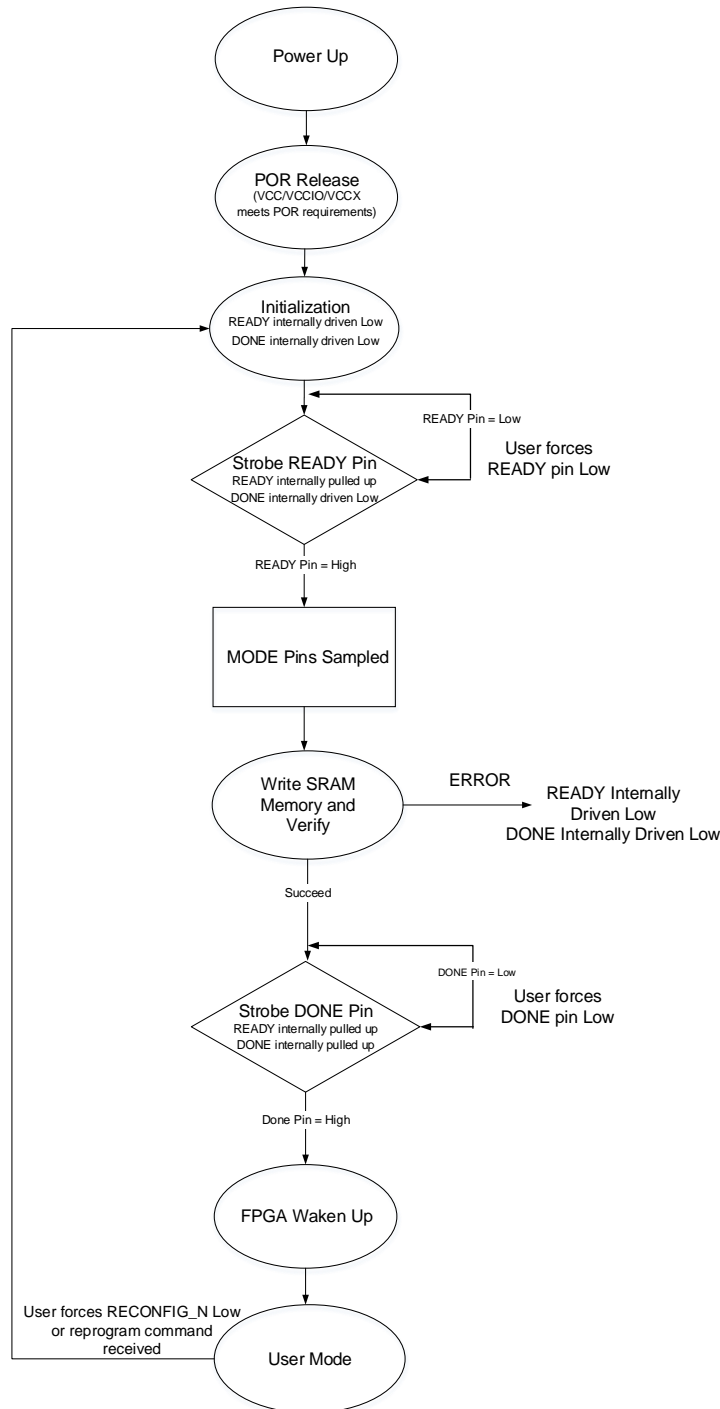 Power Up
POR Release
(VCC/VCCIO/VCCX
meets POR requirements)
Initialization
READY internally driven Low
DONE internally driven Low
READY Pin = Low
User forces
READY pin Low
Strobe READY Pin
READY internally pulled up
DONE internally driven Low
READY Pin = High
MODE Pins Sampled
Write SRAM
Memory and
Verify
ERROR
READY Internally
Driven Low
DONE Internally Driven Low
Succeed
DONE Pin = Low
User forces
DONE pin Low
Strobe DONE Pin
READY internally pulled up
DONE internally pulled up
Done Pin = High
FPGA Waken Up
User forces RECONFIG_N Low
or reprogram command
received
User Mode